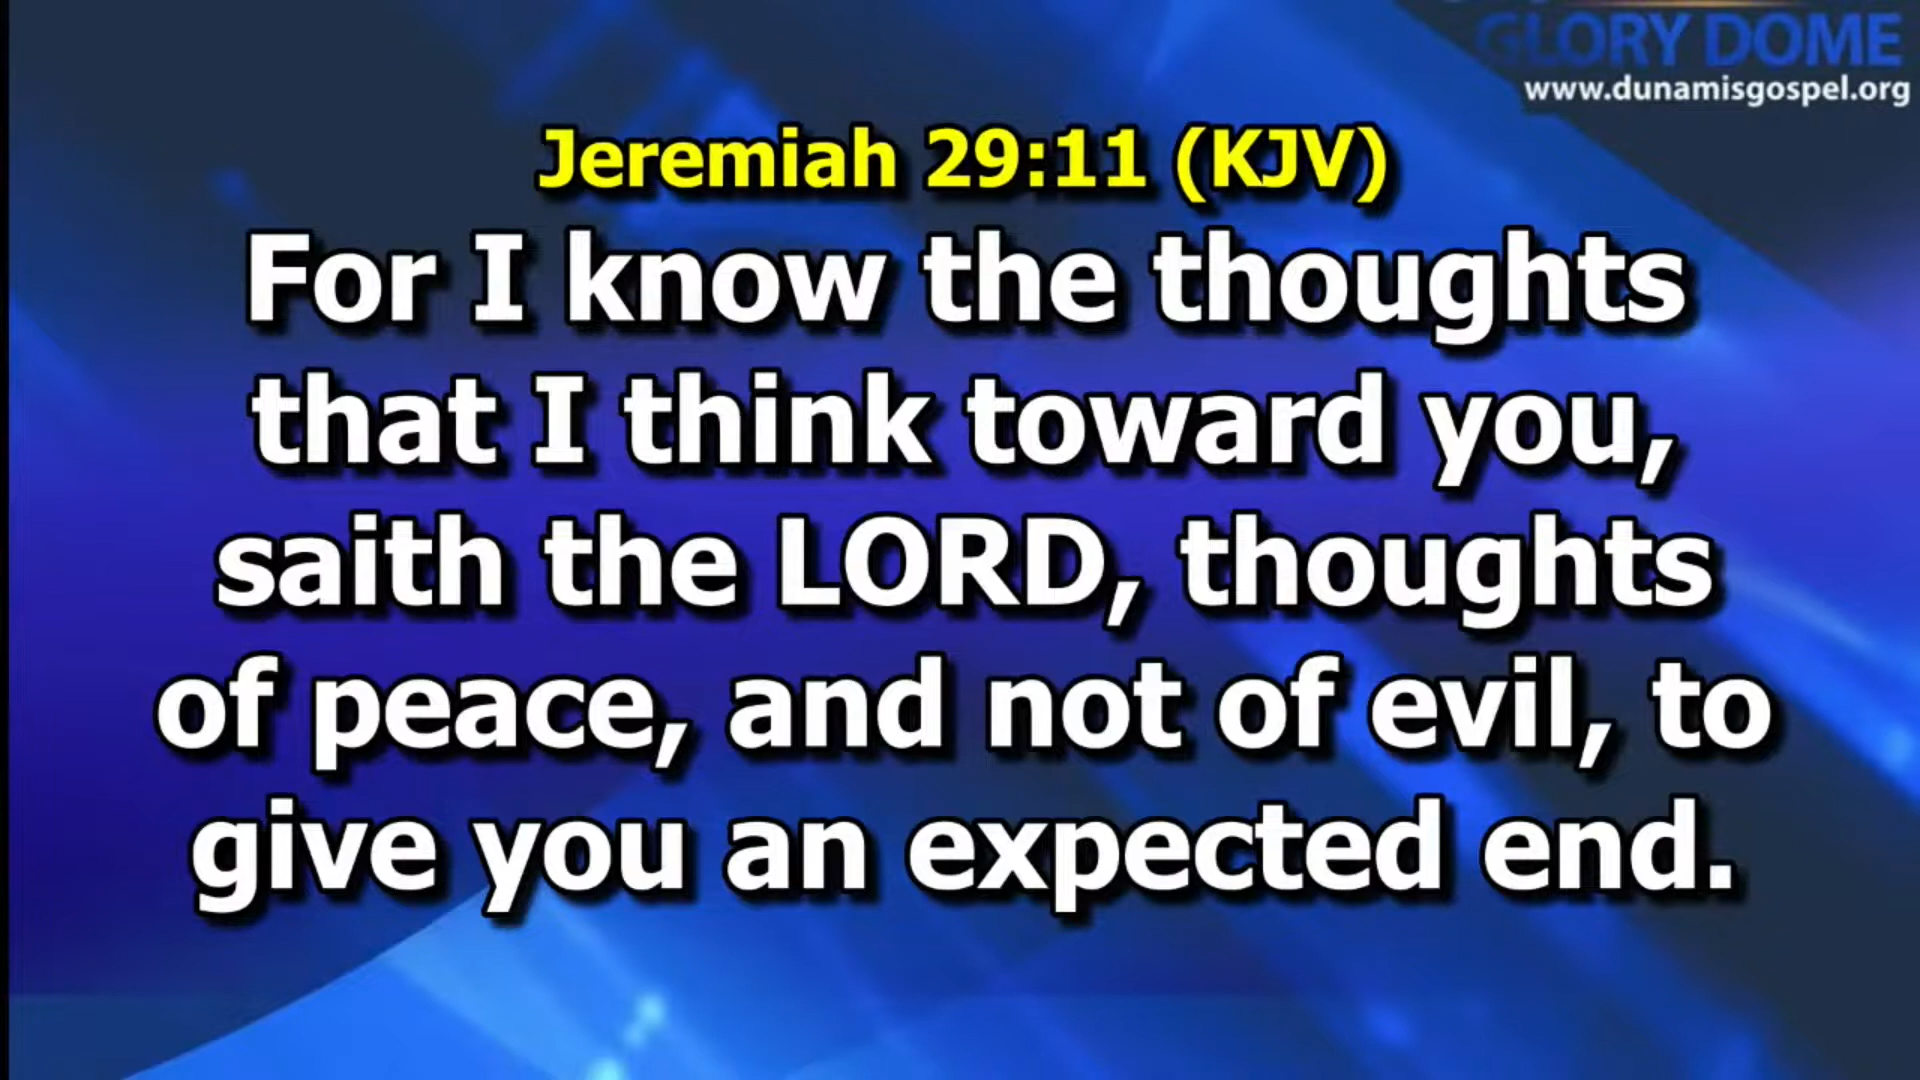 GLORY DOME
www.dunamisgospel.org
Jeremiah 29:11 (KJV)
For I know the thoughts
that I think toward you,
saith the LORD, thoughts
of peace, and not of evil, to
give you an expected end.